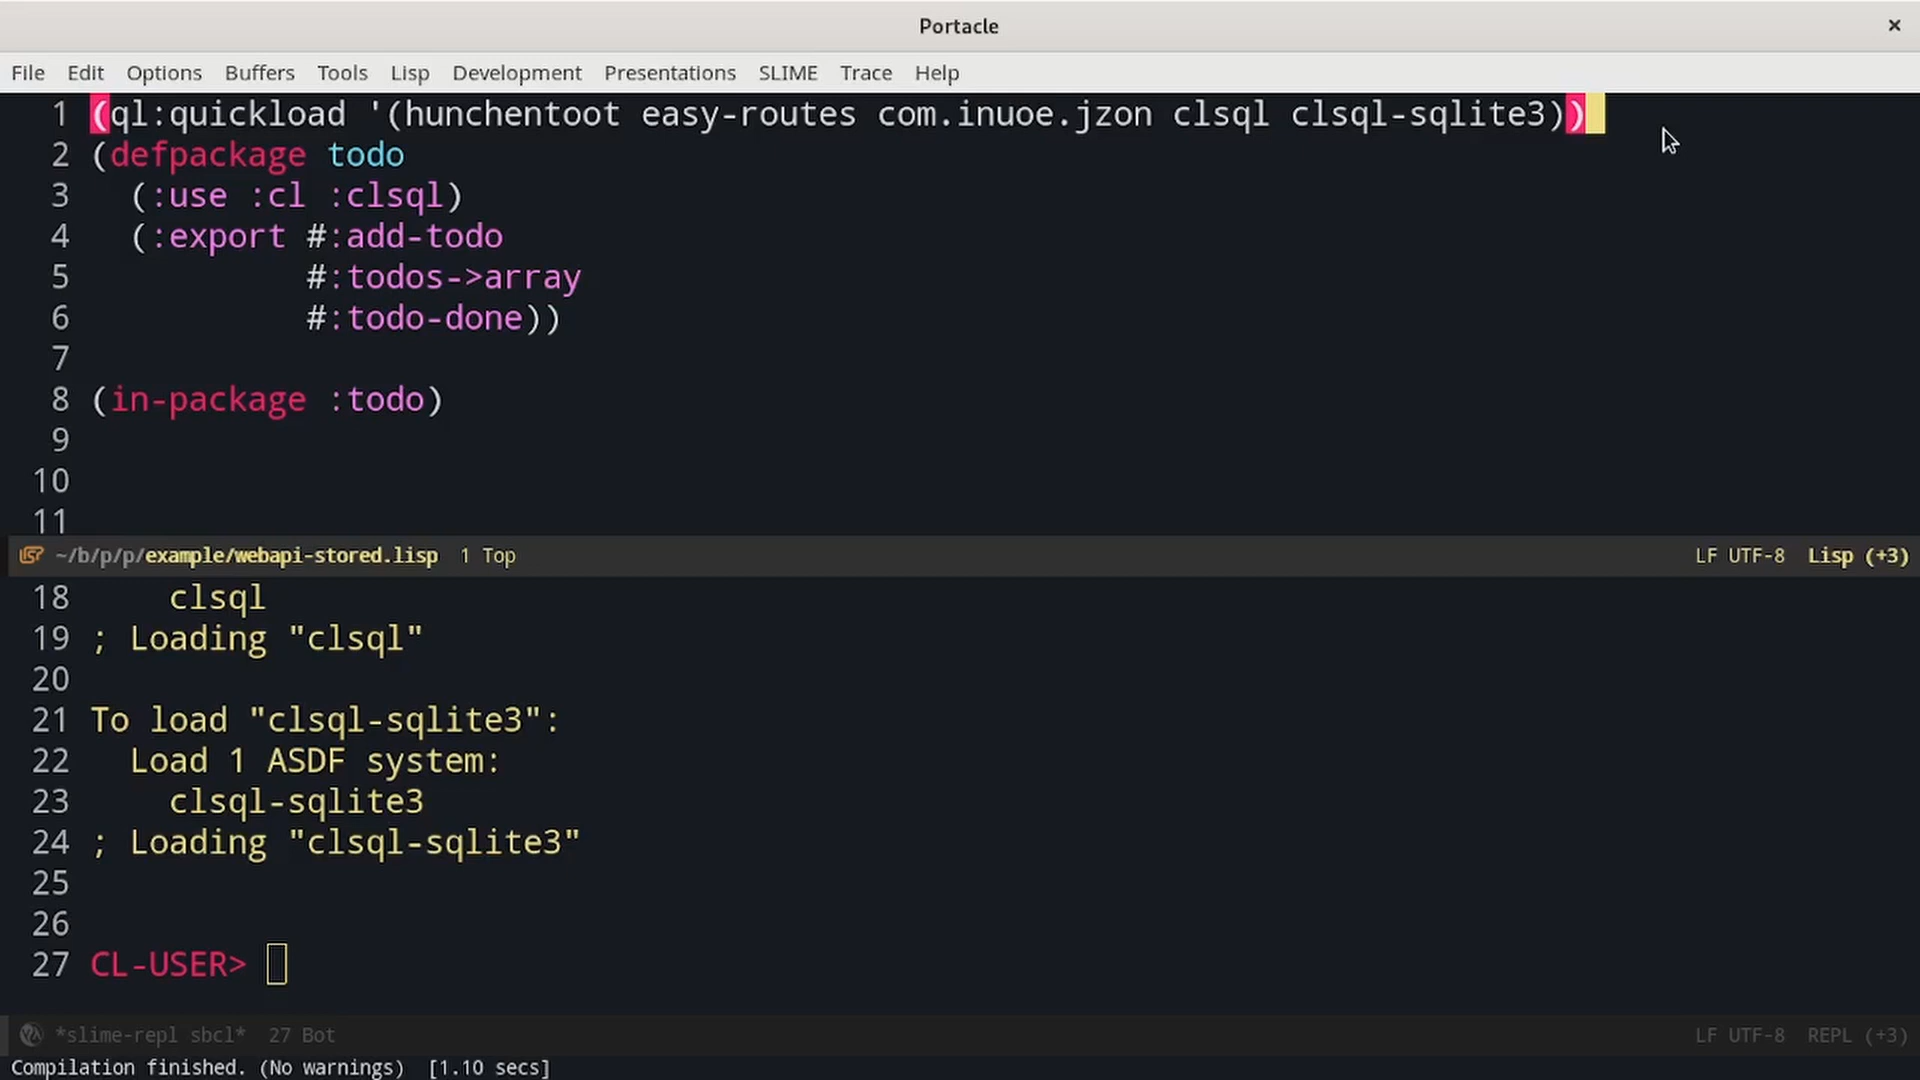 Portacle
×
File Edit Options Buffers Tools Lisp Development Presentations SLIME Trace Help
1 (ql:quickload '(hunchentoot easy-routes com.inuoe.jzon clsql clsql-sqlite3))
2 (defpackage todo
3   (:use :cl :clsql)
4   (:export #:add-todo
5            #:todos->array
6            #:todo-done))
7
8 (in-package :todo)
9
10
11
~/b/p/p/example/webapi-stored.lisp 1 Top LF UTF-8 Lisp (+3)
18     clsql
19 ; Loading "clsql"
20
21 To load "clsql-sqlite3":
22   Load 1 ASDF system:
23     clsql-sqlite3
24 ; Loading "clsql-sqlite3"
25
26
27 CL-USER>
*slime-repl sbcl* 27 Bot LF UTF-8 REPL (+3)
Compilation finished. (No warnings) [1.10 secs]